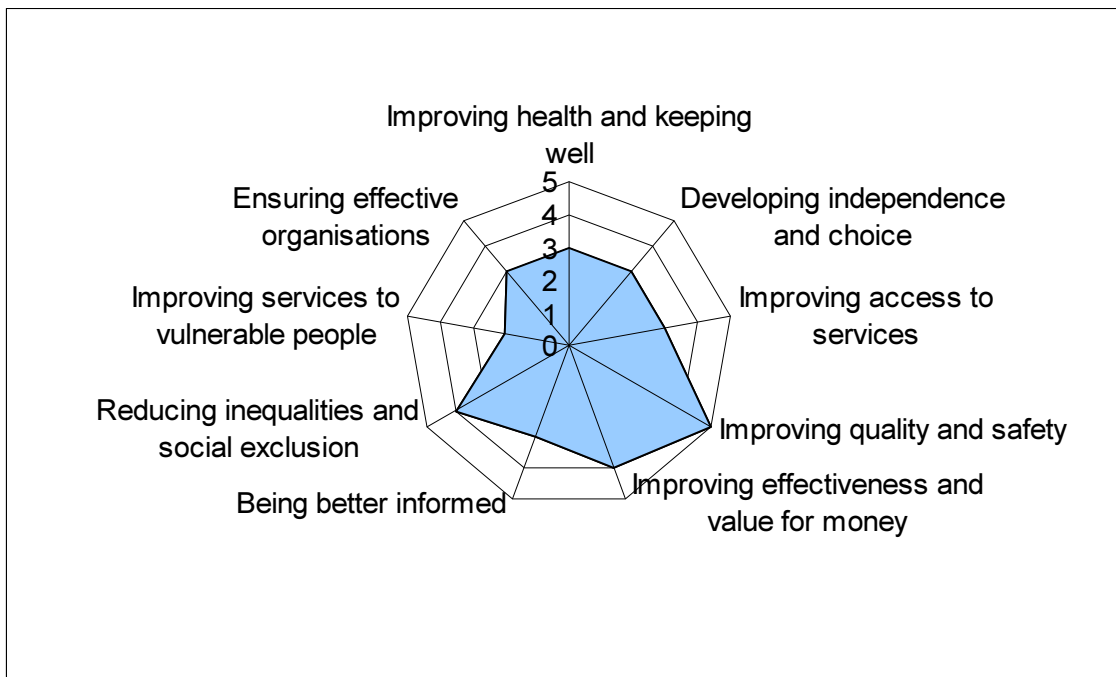 Improving health and keeping
well
Developing independence
and choice
Improving access to
services
Improving quality and safety
Improving effectiveness and
value for money
Being better informed
Reducing inequalities and
social exclusion
Improving services to
vulnerable people
Ensuring effective
organisations
5
4
3
2
1
0